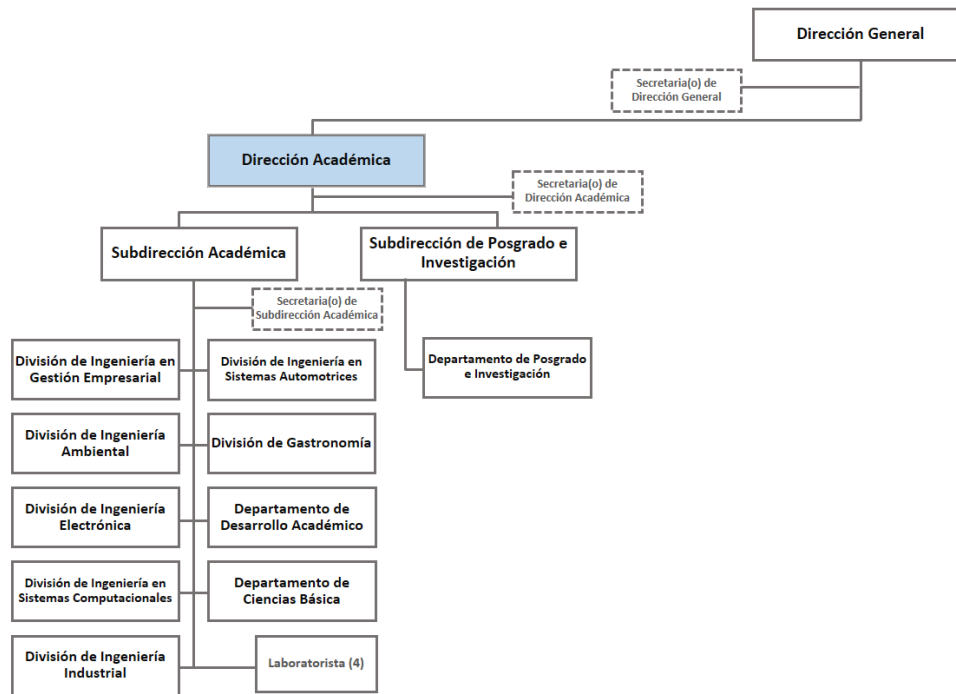 Dirección General
Secretaria(o) de
Dirección General
Dirección Académica
Secretaria(o) de
Dirección Académica
Subdirección Académica
Subdirección de Posgrado e
Investigación
Secretaria(o) de
Subdirección Académica
División de Ingeniería en
Gestión Empresarial
División de Ingeniería en
Sistemas Automotrices
Departamento de Posgrado
e Investigación
División de Ingeniería
Ambiental
División de Gastronomía
División de Ingeniería
Electrónica
Departamento de
Desarrollo Académico
División de Ingeniería en
Sistemas Computacionales
Departamento de
Ciencias Básica
División de Ingeniería
Industrial
Laboratorista (4)